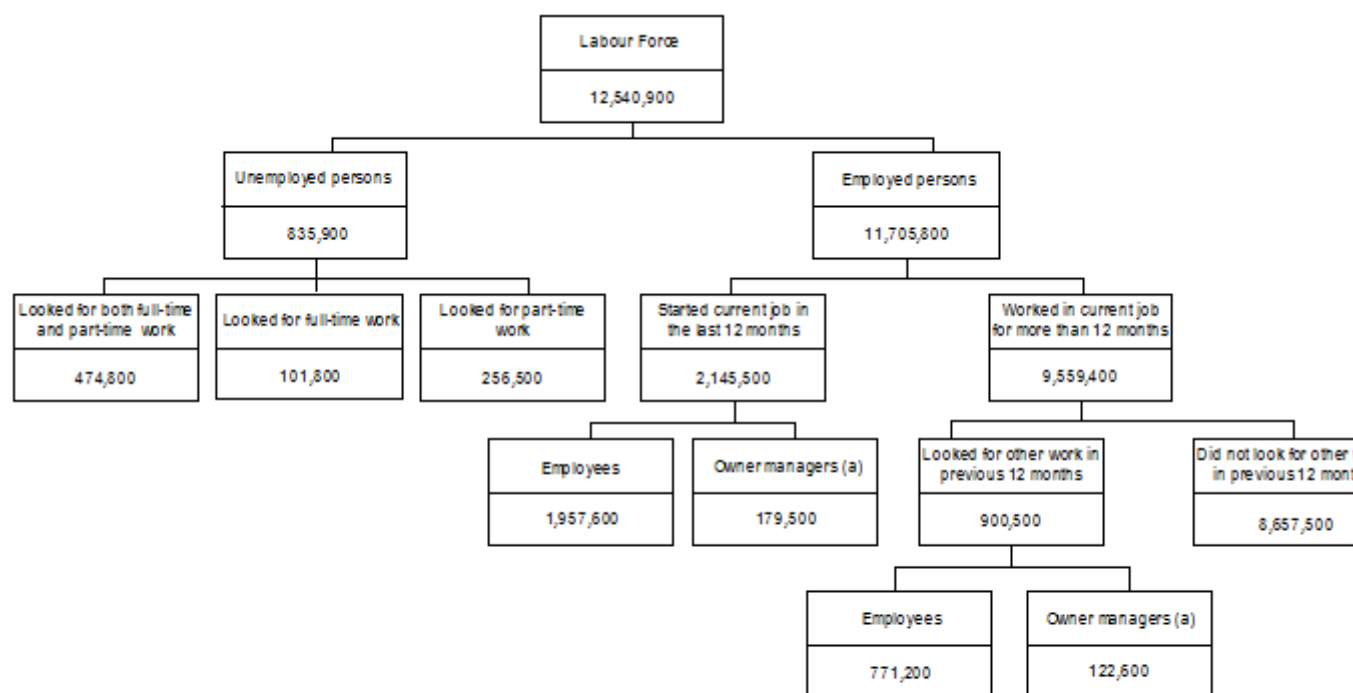 Labour Force
12,540,900
Unemployed persons
835,900
Employed persons
11,705,800
Looked for both full-time
and part-time work
474,800
Looked for full-time work
101,800
Looked for part-time
work
256,500
Started current job in
the last 12 months
2,145,500
Worked in current job
for more than 12 months
9,559,400
Employees
1,957,600
Owner managers (a)
179,500
Looked for other work in
previous 12 months
900,500
Did not look for other
in previous 12
8,657,500
Employees
771,200
Owner managers (a)
122,600